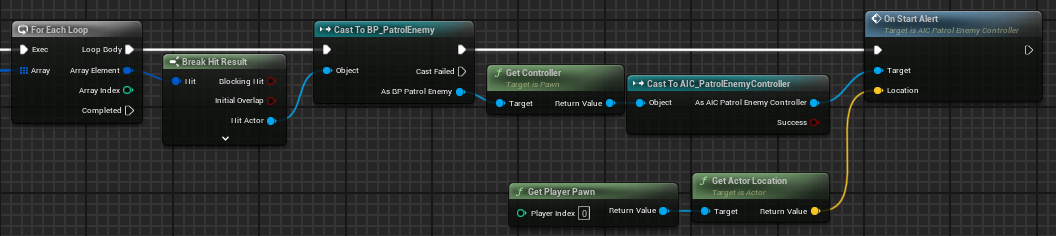 For Each Loop
Exec
Loop Body
Array
Array Element
Array Index
Completed
Break Hit Result
Hit
Blocking Hit
Initial Overlap
Hit Actor
Cast To BP_PatrolEnemy
Object
Cast Failed
As BP Patrol Enemy
Get Controller
Target is Pawn
Target
Return Value
Cast To AIC_PatrolEnemyController
Object
As AIC Patrol Enemy Controller
Success
On Start Alert
Target is AIC Patrol Enemy Controller
Target
Location
Get Player Pawn
Player Index 0
Return Value
Get Actor Location
Target is Actor
Target
Return Value